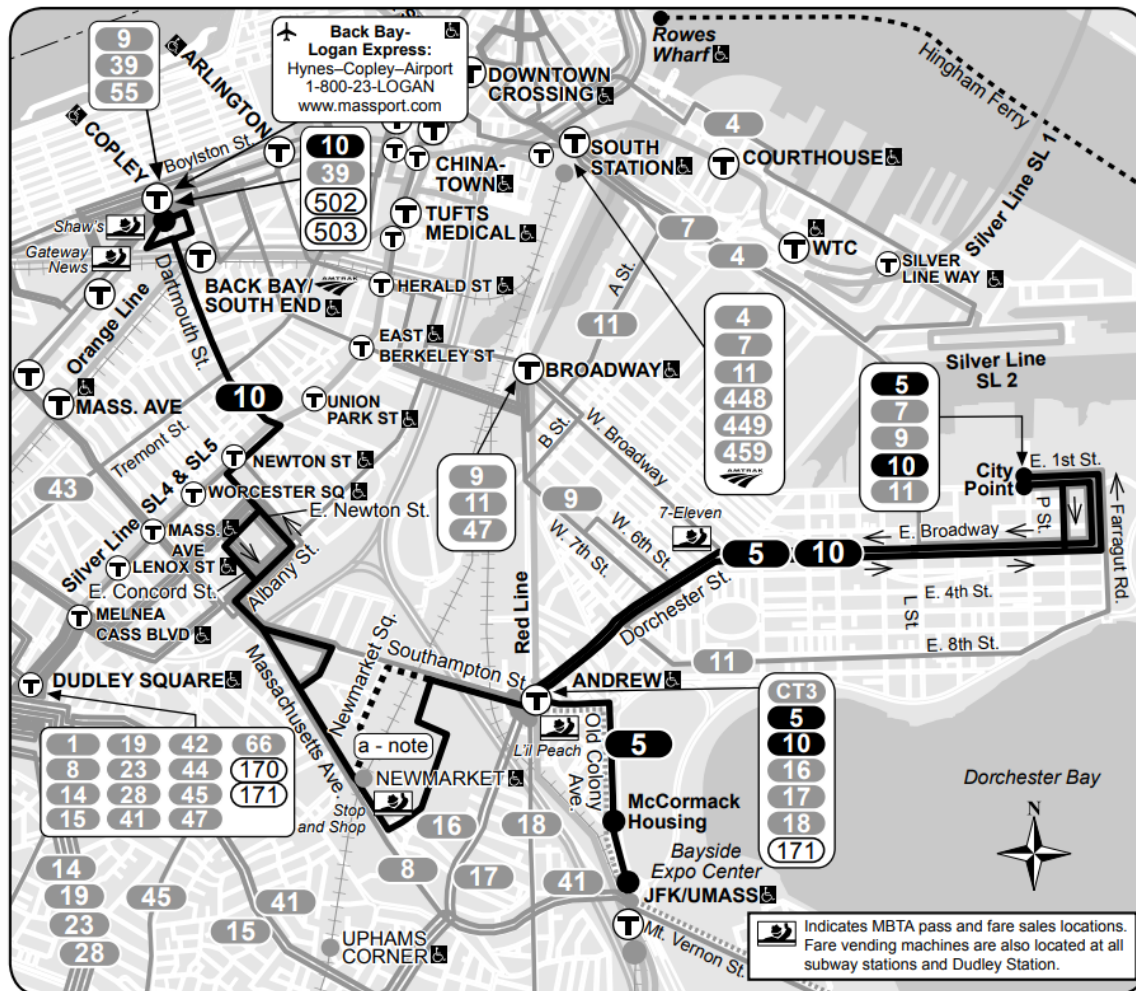 9
39
55
Back Bay-
Logan Express:
Hynes–Copley–Airport
1-800-23-LOGAN
www.massport.com
Rowes
Wharf
Hingham Ferry
ARLINGTON
COPLEY
Boylston St.
DOWNTOWN
CROSSING
10
39
502
503
CHINA-
TOWN
SOUTH
STATION
4
COURTHOUSE
Silver Line SL 1
Shaw's
Gateway
News
TUFTS
MEDICAL
7
4
WTC
SILVER
LINE WAY
Dartmouth St.
BACK BAY/
SOUTH END
AMTRAK
HERALD ST
A St.
11
Orange Line
EAST
BERKELEY ST
4
7
11
448
449
459
AMTRAK
Silver Line
SL 2
MASS. AVE
10
UNION
PARK ST
BROADWAY
5
7
9
10
11
Tremont St.
B St.
W. Broadway
City
Point
E. 1st St.
NEWTON ST
43
Silver Line SL4 & SL5
WORCESTER SQ
9
11
47
9
7-Eleven
P St.
Farragut Rd.
E. Newton St.
MASS.
AVE
W. 7th St.
W. 6th St.
E. Broadway
5
10
LENOX ST
E. Concord St.
Albany St.
Dorchester St.
E. 4th St.
L St
MELNEA
CASS BLVD
Red Line
E. 8th St.
11
DUDLEY SQUARE
Massachusetts Ave.
Newmarket Sq.
Southampton St.
ANDREW
CT3
5
10
16
17
18
171
1
19
42
66
8
23
44
170
14
28
45
171
15
41
47
a - note
L'il Peach
Old Colony
Ave.
5
NEWMARKET
Stop
and Shop
McCormack
Housing
Dorchester Bay
N
16
18
Bayside
Expo Center
14
19
23
28
45
41
15
8
17
41
JFK/UMASS
UPHAMS
CORNER
Mt. Vernon St.
Indicates MBTA pass and fare sales locations.
Fare vending machines are also located at all
subway stations and Dudley Station.